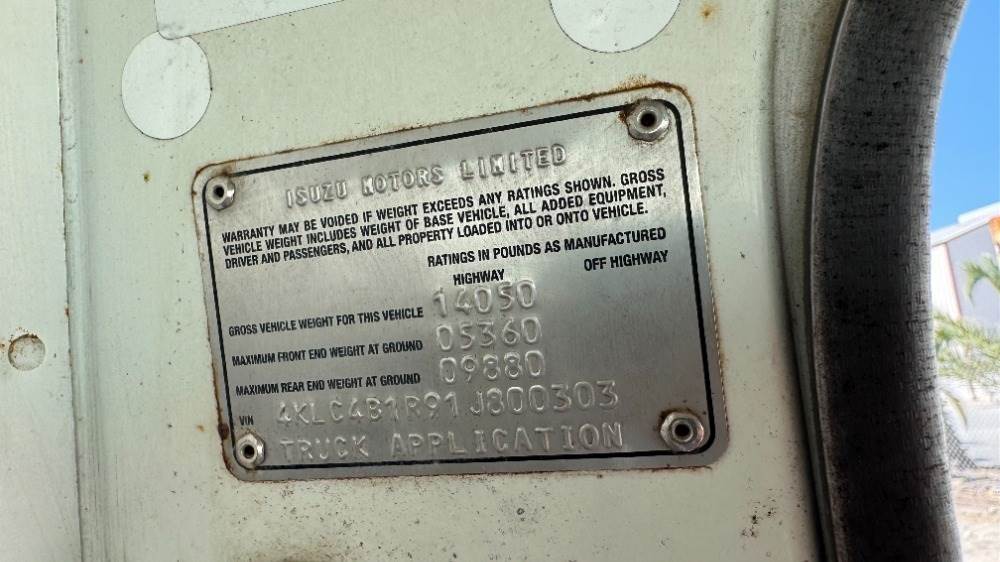 ISUZU MOTORS LIMITED
WARRANTY MAY BE VOIDED IF WEIGHT EXCEEDS ANY RATINGS SHOWN. GROSS
VEHICLE WEIGHT INCLUDES WEIGHT OF BASE VEHICLE, ALL ADDED EQUIPMENT,
DRIVER AND PASSENGERS, AND ALL PROPERTY LOADED INTO OR ONTO VEHICLE.
RATINGS IN POUNDS AS MANUFACTURED
HIGHWAY OFF HIGHWAY
GROSS VEHICLE WEIGHT FOR THIS VEHICLE 14050
MAXIMUM FRONT END WEIGHT AT GROUND 05360
MAXIMUM REAR END WEIGHT AT GROUND 09880
VIN 4KLC4B1R91J800303
TRUCK APPLICATION